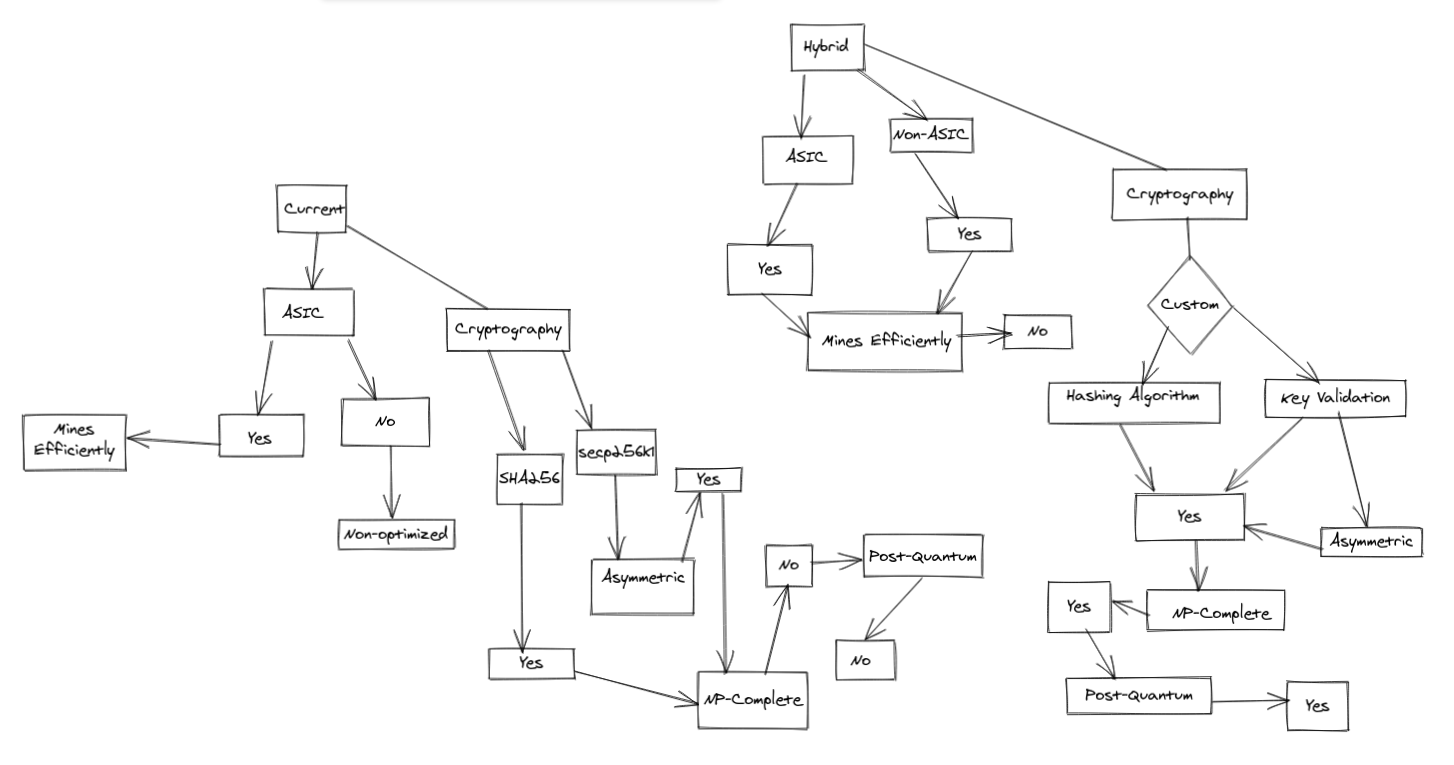 Hybrid
Non-ASIC
ASIC
Cryptography
Current
Yes
Yes
ASIC
Custom
Cryptography
Mines Efficiently
No
Hashing Algorithm
Key Validation
Mines
Efficiently
Yes
No
secp256k1
SHA256
Yes
Yes
Non-optimized
Asymmetric
Post-Quantum
No
Asymmetric
Yes
NP-Complete
Yes
No
NP-Complete
Post-Quantum
Yes